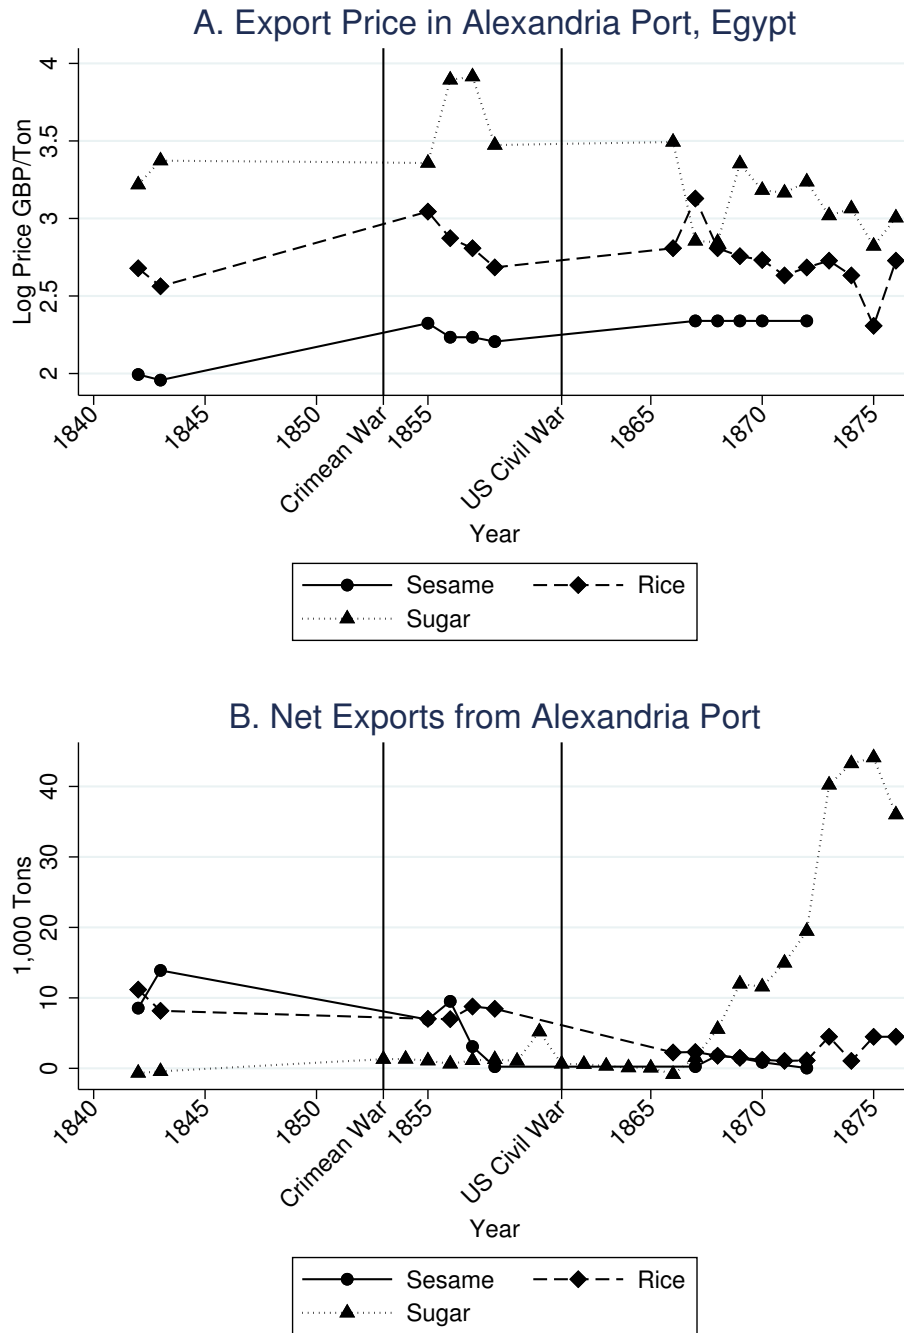 A. Export Price in Alexandria Port, Egypt
Log Price GBP/Ton
4
3.5
3
2.5
2
1840
1845
1850
Crimean War
1855
US Civil War
1865
1870
1875
Year
Sesame
Rice
Sugar
B. Net Exports from Alexandria Port
1,000 Tons
40
30
20
10
0
1840
1845
1850
Crimean War
1855
US Civil War
1865
1870
1875
Year
Sesame
Rice
Sugar